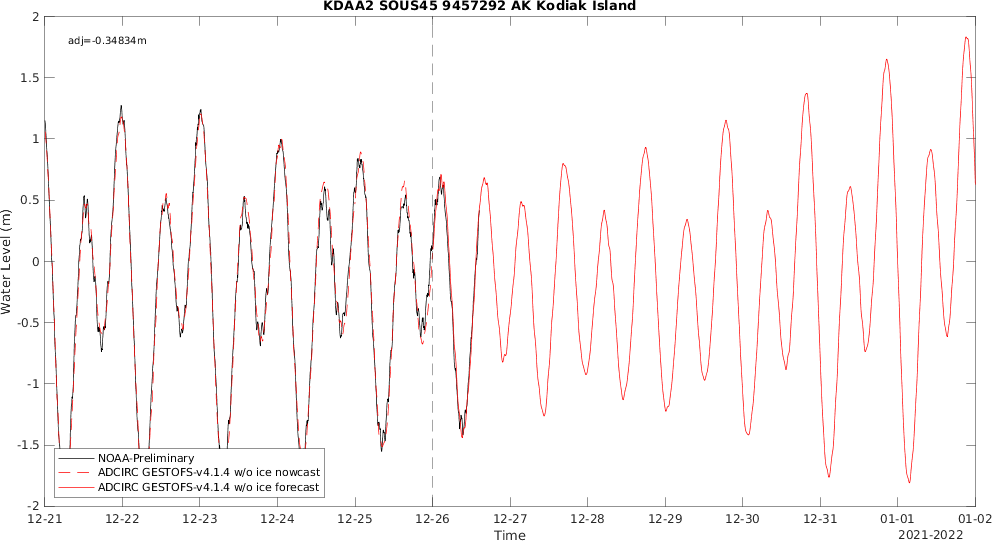 KDAA2 SOUS45 9457292 AK Kodiak Island
adj=-0.34834m
Water Level (m)
2
1.5
1
0.5
0
-0.5
-1
-1.5
-2
NOAA-Preliminary
ADCIRC GESTOFS-v4.1.4 w/o ice nowcast
ADCIRC GESTOFS-v4.1.4 w/o ice forecast
12-21 12-22 12-23 12-24 12-25 12-26 12-27 12-28 12-29 12-30 12-31 01-01 01-02
Time
2021-2022